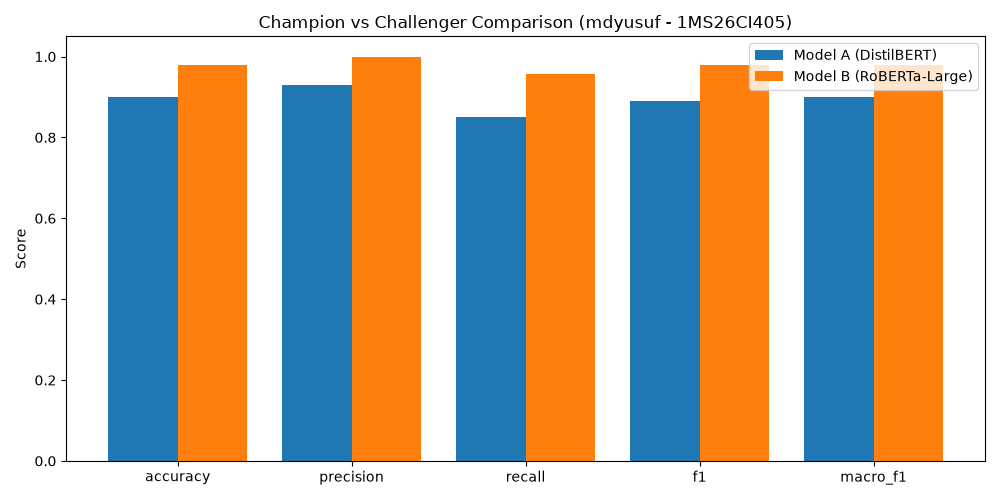 Champion vs Challenger Comparison (mdyusuf - 1MS26CI405)
Model A (DistilBERT)
Model B (RoBERTa-Large)
Score
1.0
0.8
0.6
0.4
0.2
0.0
accuracy precision recall f1 macro_f1